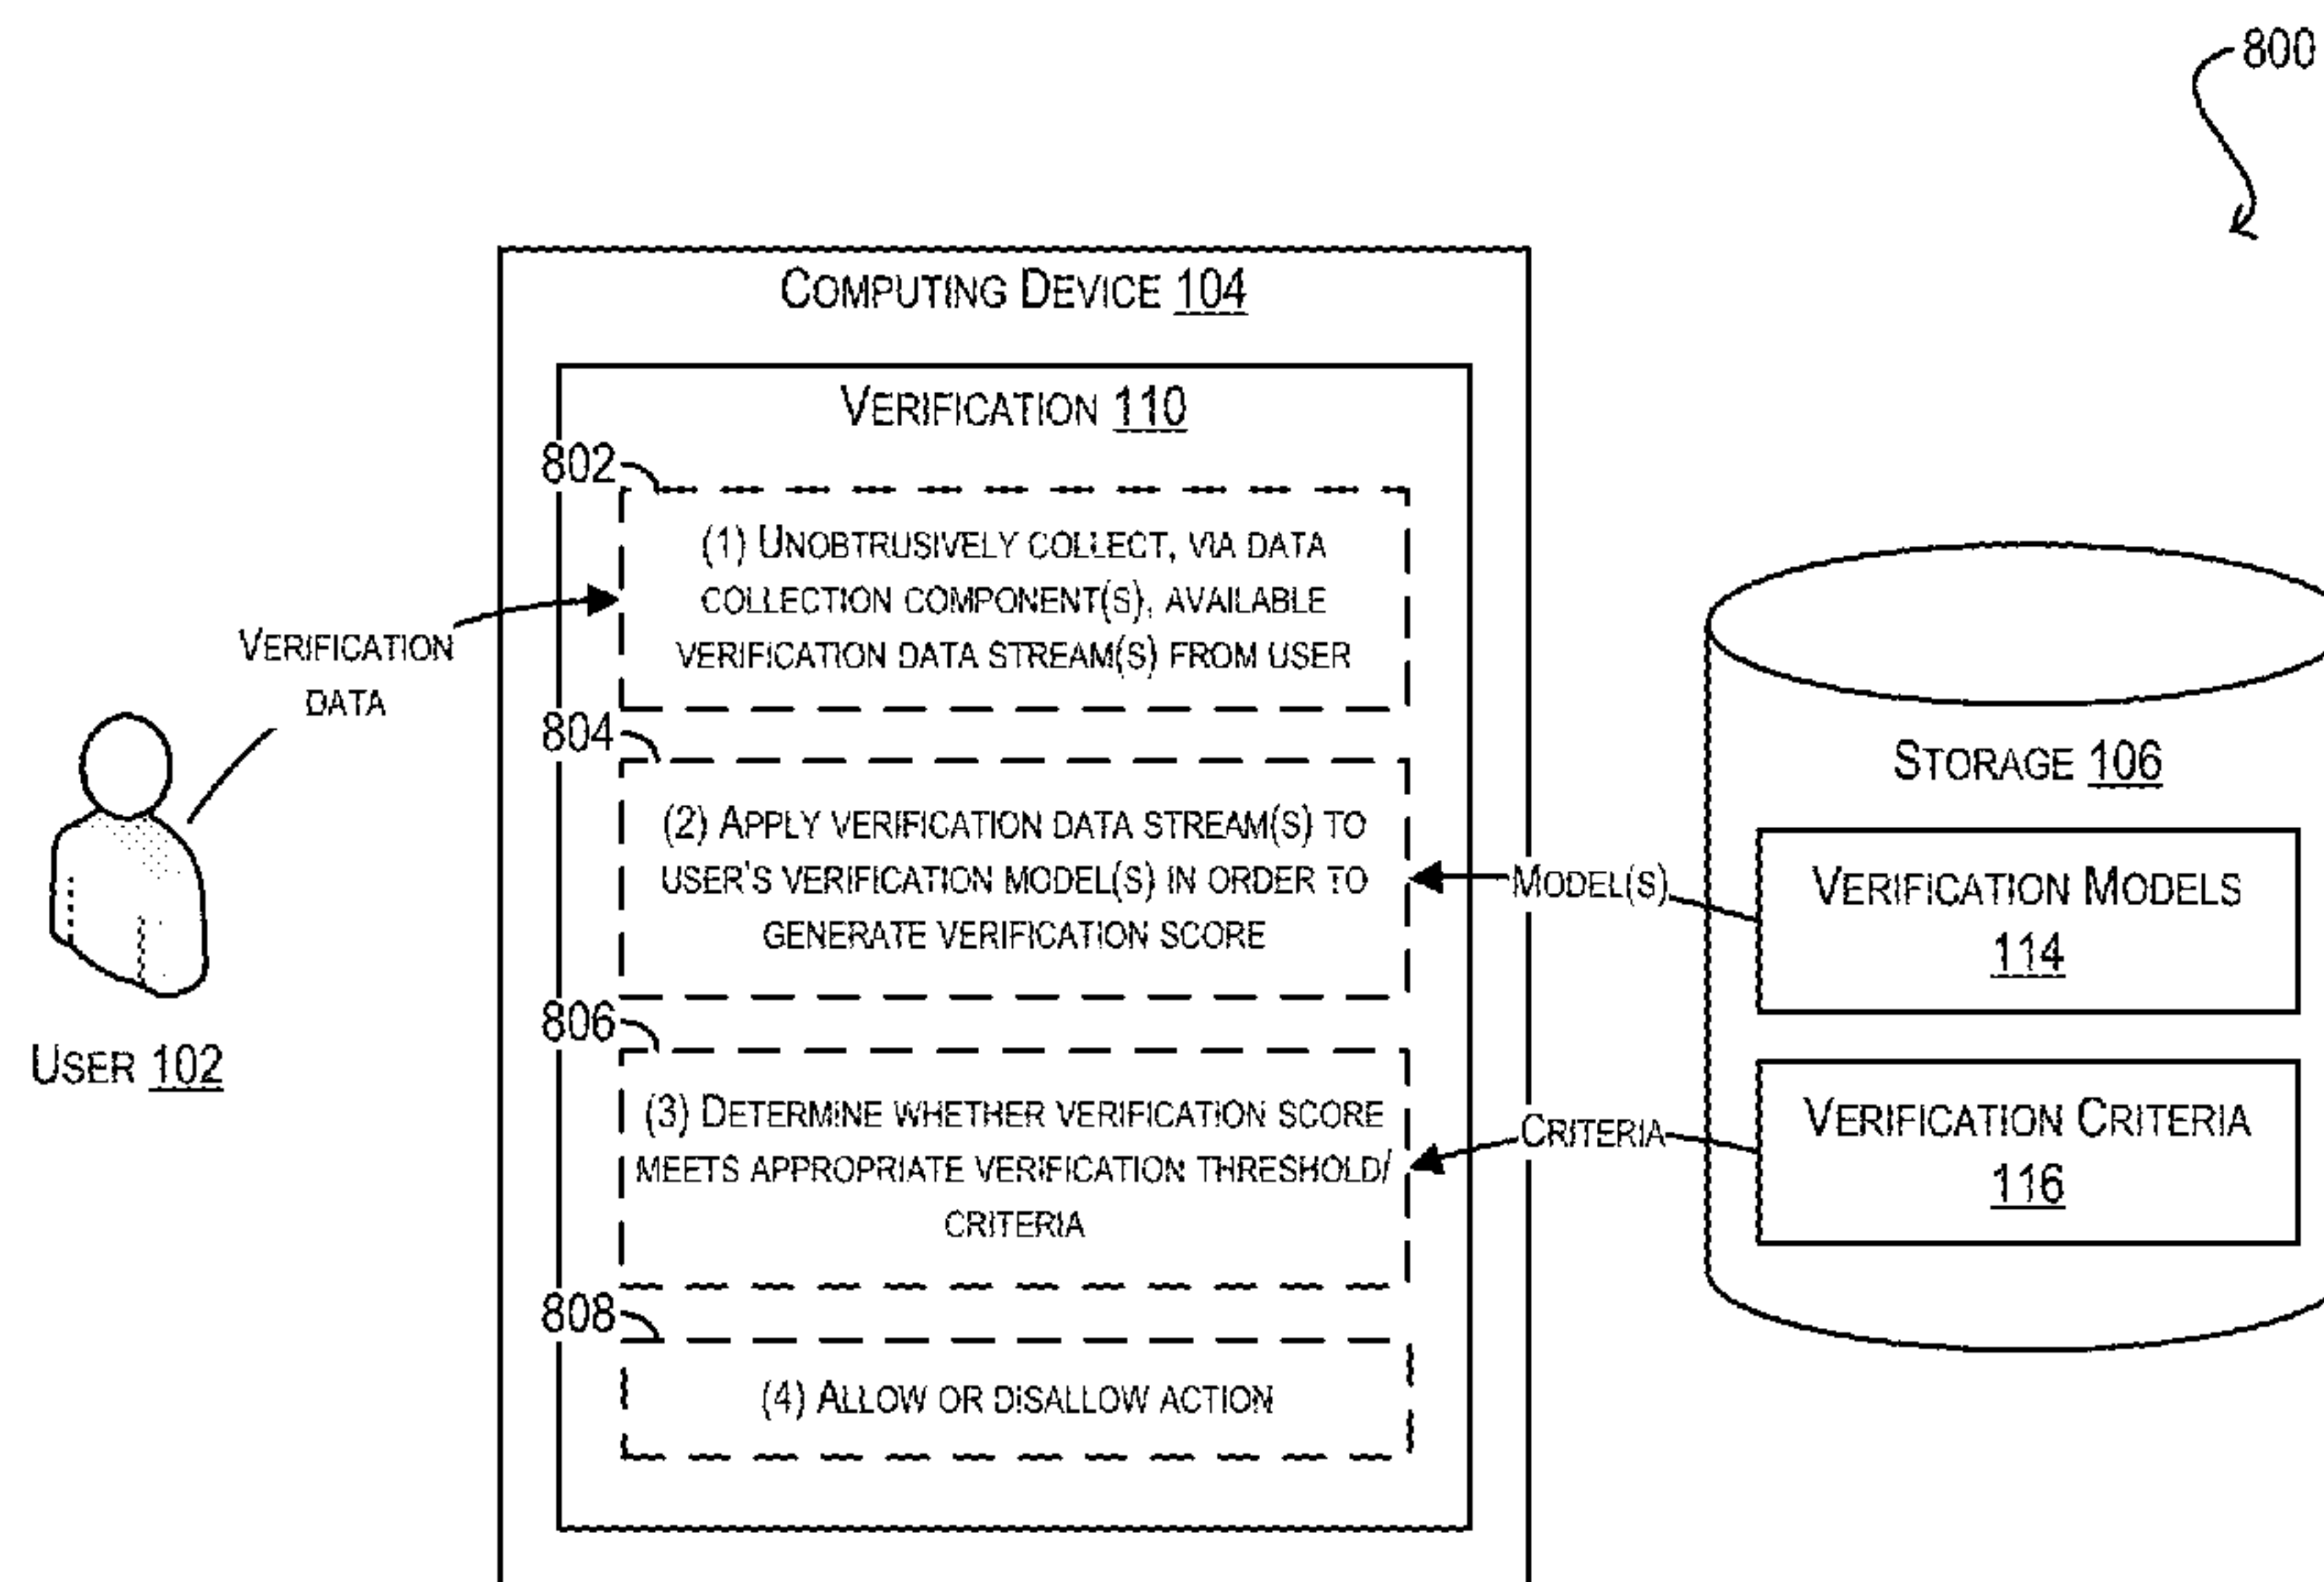 800
COMPUTING DEVICE 104
VERIFICATION 110
802
(1) UNOBTRUSIVELY COLLECT, VIA DATA
COLLECTION COMPONENT(S), AVAILABLE
VERIFICATION DATA STREAM(S) FROM USER
VERIFICATION
DATA
USER 102
804
(2) APPLY VERIFICATION DATA STREAM(S) TO
USER'S VERIFICATION MODEL(S) IN ORDER TO
GENERATE VERIFICATION SCORE
MODEL(S)
806
(3) DETERMINE WHETHER VERIFICATION SCORE
MEETS APPROPRIATE VERIFICATION THRESHOLD/
CRITERIA
CRITERIA
808
(4) ALLOW OR DISALLOW ACTION
STORAGE 106
VERIFICATION MODELS
114
VERIFICATION CRITERIA
116